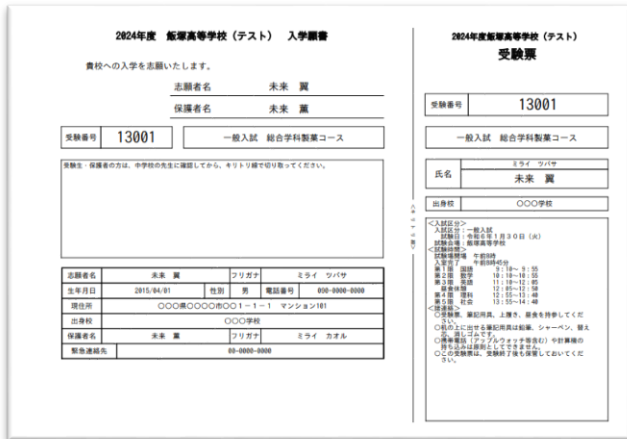 2024年度　飯塚高等学校（テスト）　入学願書
貴校への入学を志願いたします。
志願者名　未来　翼
保護者名　未来　薫
受験番号　13001　一般入試　総合学科製菓コース
受験生・保護者の方は、中学校の先生に確認してから、キリトリ線で切り取ってください。
志願者名　未来　翼　フリガナ　ミライ　ツバサ
生年月日　2015/04/01　性別　男　電話番号　090-0000-0000
現住所　〇〇〇県〇〇〇〇市〇〇１－１－１　マンション101
出身校　〇〇〇学校
保護者名　未来　薫　フリガナ　ミライ　カオル
緊急連絡先　00-0000-0000
＜キリトリ線＞
2024年度飯塚高等学校（テスト）
受験票
受験番号　13001
一般入試　総合学科製菓コース
ミライ　ツバサ
氏名　未来　翼
出身校　〇〇〇学校
＜入試区分＞
入試区分：一般入試
試験日：令和６年１月３０日（火）
試験会場：飯塚高等学校
＜試験時間＞
試験場開場　午前8時
入室完了　午前8時45分
第１限　国語　9:10～ 9:55
第２限　数学　10:10～10:55
第３限　英語　11:10～12:05
昼食休憩　12:05～12:50
第４限　理科　12:55～13:40
第５限　社会　13:55～14:40
＜諸連絡＞
〇受験票、筆記用具、上履き、昼食を持参してくだ
さい。
〇机の上に出せる筆記用具は鉛筆、シャーペン、替え
芯、消しゴムです。
〇携帯電話（アップルウォッチ等含む）や計算機の
持ち込みは原則としてできません。
〇この受験票は、受験終了後も保管しておいてくだ
さい。